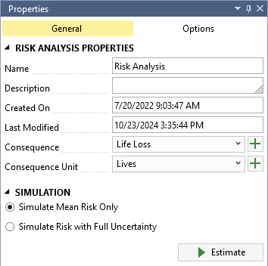 Properties
General Options
RISK ANALYSIS PROPERTIES
Name Risk Analysis
Description
Created On 7/20/2022 9:03:47 AM
Last Modified 10/23/2024 3:35:44 PM
Consequence Life Loss
Consequence Unit Lives
SIMULATION
Simulate Mean Risk Only
Simulate Risk with Full Uncertainty
Estimate